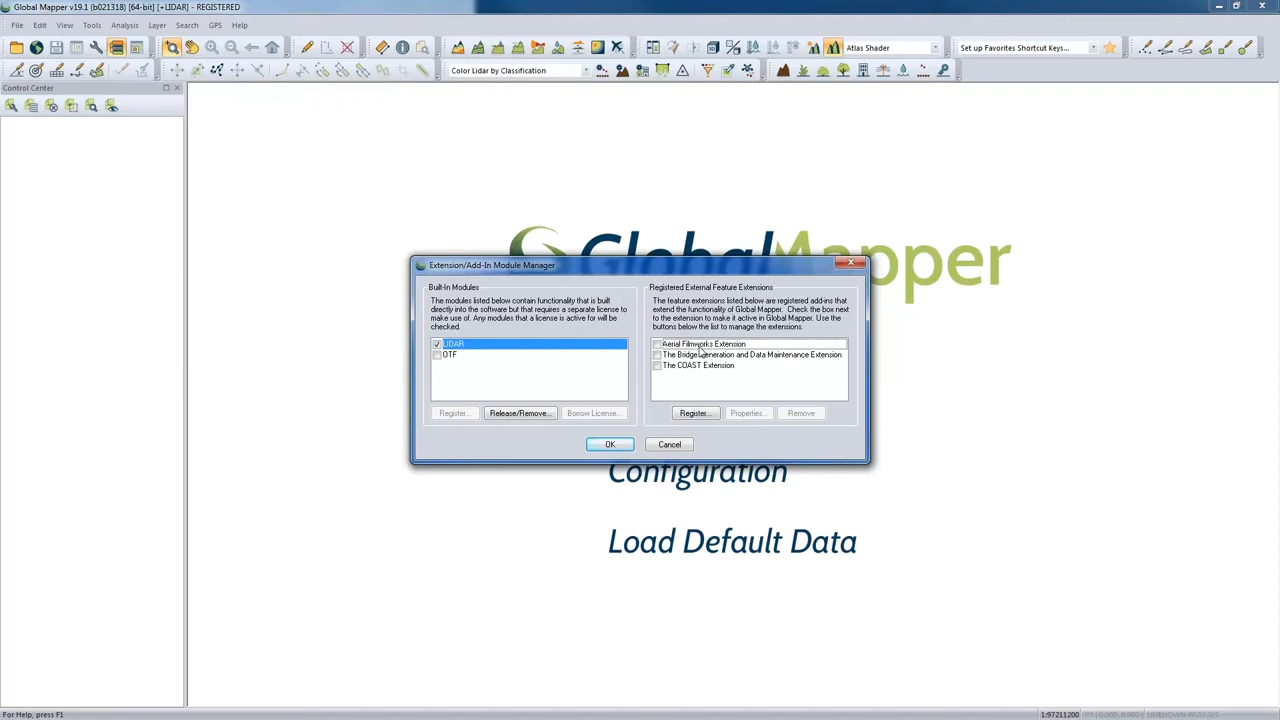 Global Mapper v19.1 (b021318) [64-bit] [+LIDAR] - REGISTERED
File Edit View Tools Analysis Layer Search GPS Help
Atlas Shader
Set up Favorites Shortcut Keys...
Color Lidar by Classification
Control Center
GlobalMapper
Extension/Add-In Module Manager
Built-In Modules
The modules listed below contain functionality that is built
directly into the software but that requires a separate license to
make use of. Any modules that a license is active for will be
checked.
LIDAR
OTF
Register...
Release/Remove...
Borrow License...
Registered External Feature Extensions
The feature extensions listed below are registered add-ins that
extend the functionality of Global Mapper. Check the box next
to the extension to make it active in Global Mapper. Use the
buttons below the list to manage the extensions.
Aerial Filmworks Extension
The Bridge Generation and Data Maintenance Extension
The COAST Extension
Register...
Properties...
Remove
OK
Cancel
Configuration
Load Default Data
For Help, press F1
1:97211200